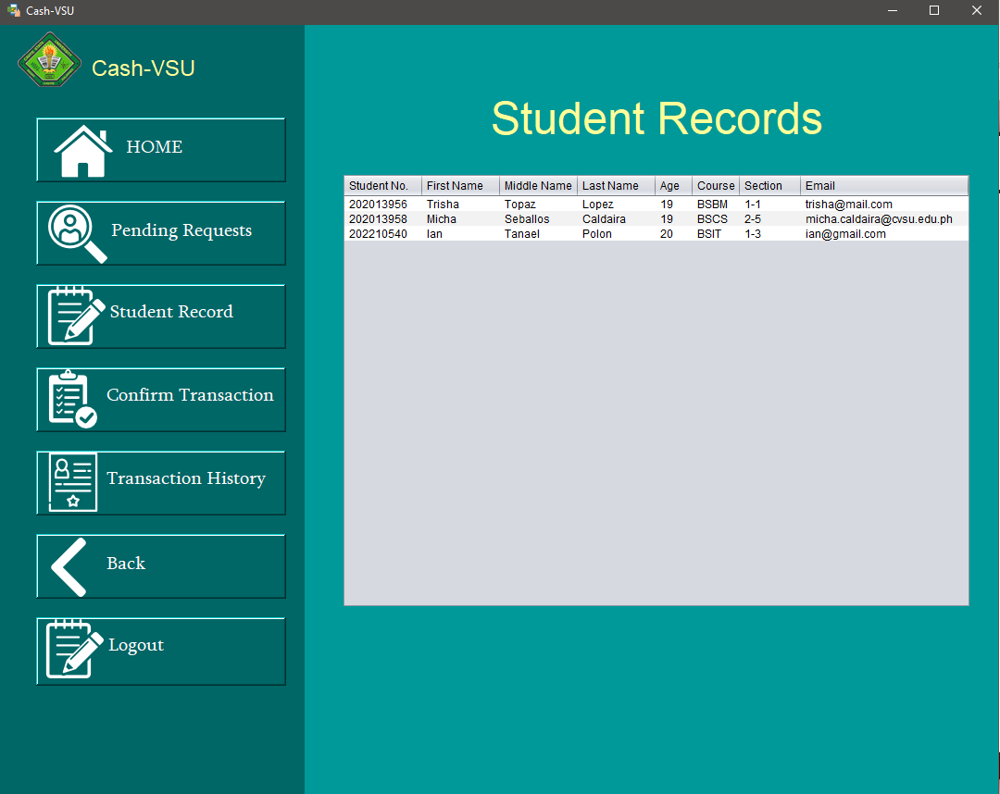 Cash-VSU
Cash-VSU
HOME
Pending Requests
Student Record
Confirm Transaction
Transaction History
Back
Logout
Student Records
Student No. First Name Middle Name Last Name Age Course Section Email
202013956 Trisha Topaz Lopez 19 BSBM 1-1 trisha@mail.com
202013958 Micha Seballos Caldaira 19 BSCS 2-5 micha.caldaira@cvsu.edu.ph
202210540 Ian Tanael Polon 20 BSIT 1-3 ian@gmail.com